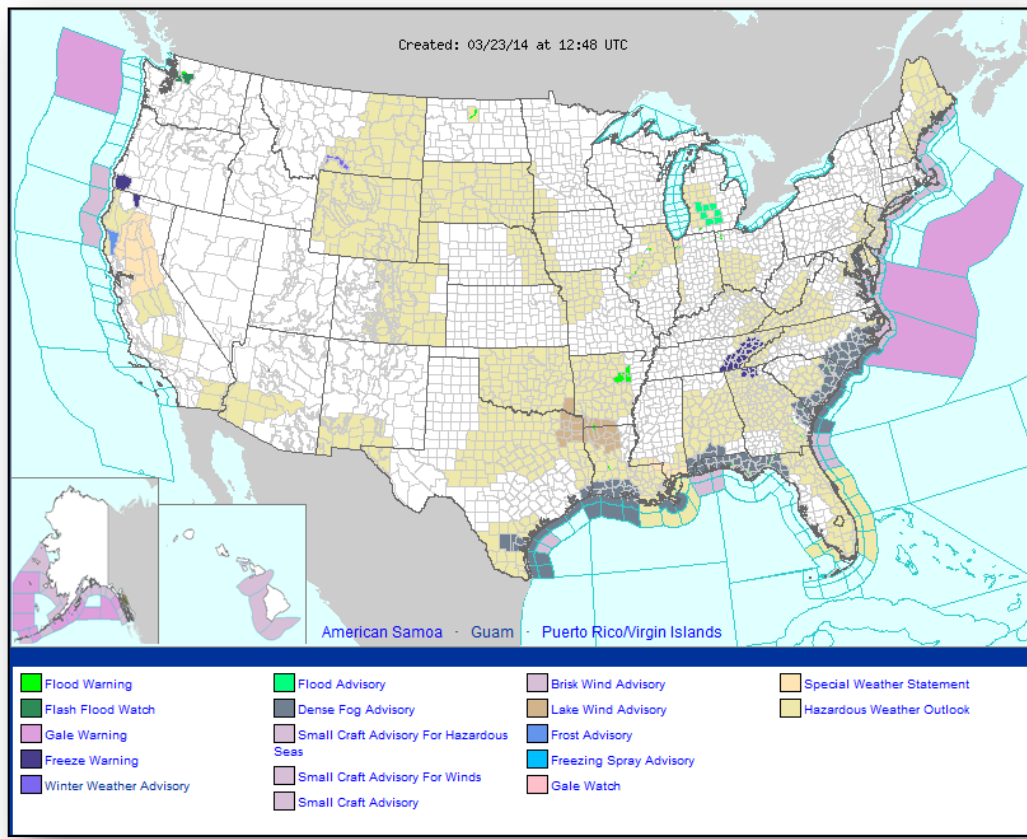 Created: 03/23/14 at 12:48 UTC
American Samoa · Guam · Puerto Rico/Virgin Islands
Flood Warning
Flash Flood Watch
Gale Warning
Freeze Warning
Winter Weather Advisory
Flood Advisory
Dense Fog Advisory
Small Craft Advisory For Hazardous
Seas
Small Craft Advisory For Winds
Small Craft Advisory
Brisk Wind Advisory
Lake Wind Advisory
Frost Advisory
Freezing Spray Advisory
Gale Watch
Special Weather Statement
Hazardous Weather Outlook